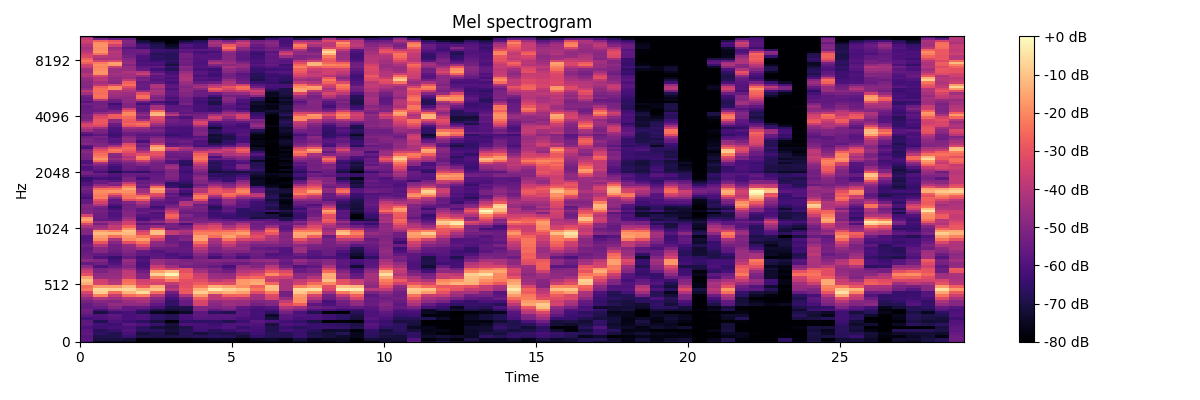 Mel spectrogram
Hz
8192
4096
2048
1024
512
0
0 5 10 15 20 25
Time
+0 dB
-10 dB
-20 dB
-30 dB
-40 dB
-50 dB
-60 dB
-70 dB
-80 dB